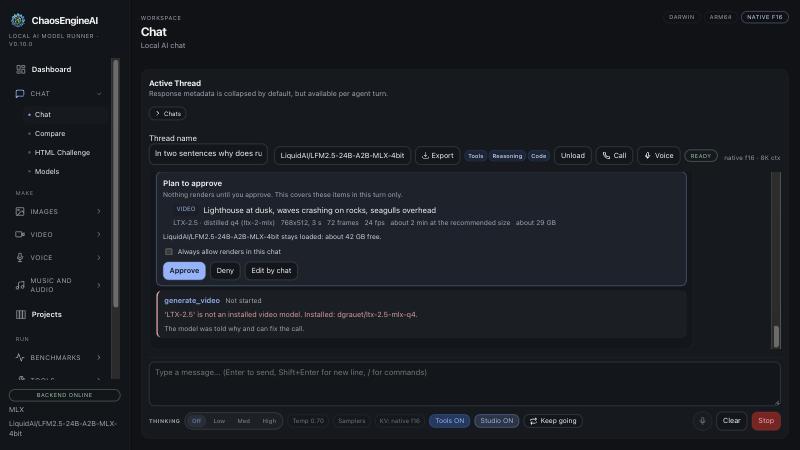 ChaosEngineAI
LOCAL AI MODEL RUNNER ·
V0.10.0
Dashboard
CHAT
Chat
Compare
HTML Challenge
Models
MAKE
IMAGES
VIDEO
VOICE
MUSIC AND
AUDIO
Projects
RUN
BENCHMARKS
TOOLS
BACKEND ONLINE
MLX
LiquidAI/LFM2.5-24B-A2B-MLX-
4bit
WORKSPACE
Chat
Local AI chat
DARWIN
ARM64
NATIVE F16
Active Thread
Response metadata is collapsed by default, but available per agent turn.
Chats
Thread name
In two sentences why does ru
LiquidAI/LFM2.5-24B-A2B-MLX-4bit
Export
Tools
Reasoning
Code
Unload
Call
Voice
READY
native f16 · 8K ctx
Plan to approve
Nothing renders until you approve. This covers these items in this turn only.
VIDEO Lighthouse at dusk, waves crashing on rocks, seagulls overhead
LTX-2.5 · distilled q4 (ltx-2-mlx) · 768x512, 3 s · 72 frames · 24 fps · about 2 min at the recommended size · about 29 GB
LiquidAI/LFM2.5-24B-A2B-MLX-4bit stays loaded: about 42 GB free.
Always allow renders in this chat
Approve
Deny
Edit by chat
generate_video Not started
'LTX-2.5' is not an installed video model. Installed: dgrauet/ltx-2.5-mlx-q4.
The model was told why and can fix the call.
Type a message... (Enter to send, Shift+Enter for new line, / for commands)
THINKING
Off
Low
Med
High
Temp 0.70
Samplers
KV: native f16
Tools ON
Studio ON
Keep going
Clear
Stop